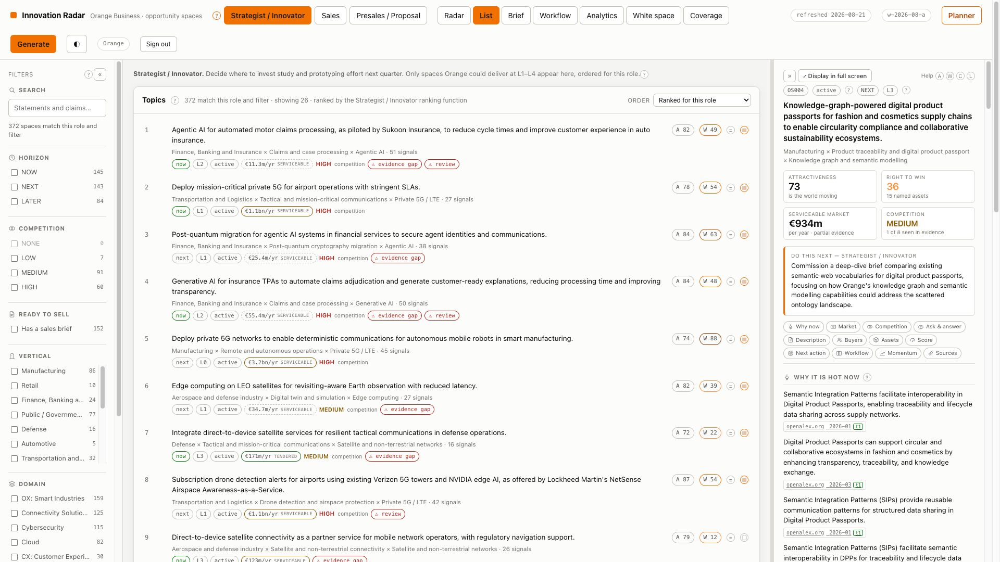 Innovation Radar Orange Business · opportunity spaces ? Strategist / Innovator Sales Presales / Proposal Radar List Brief Workflow Analytics White space Coverage refreshed 2026-08-21 w-2026-08-a Planner
Generate Orange Sign out
FILTERS ? «
SEARCH
Statements and claims...
372 spaces match this role and
filter
HORIZON
NOW 145
NEXT 143
LATER 84
COMPETITION
NONE 0
LOW 7
MEDIUM 91
HIGH 60
READY TO SELL
Has a sales brief 152
VERTICAL
Manufacturing 86
Retail 10
Finance, Banking a... 24
Public / Governme... 77
Defense 16
Automotive 5
Transportation and... 32
DOMAIN
OX: Smart Industries 159
Connectivity Solutio... 125
Cybersecurity 115
Cloud 82
CX: Customer Experi... 30
Strategist / Innovator. Decide where to invest study and prototyping effort next quarter. Only spaces Orange could deliver at L1–L4 appear here, ordered for this role. ?
Topics ? 372 match this role and filter · showing 26 · ranked by the Strategist / Innovator ranking function ORDER Ranked for this role
1 Agentic AI for automated motor claims processing, as piloted by Sukoon Insurance, to reduce cycle times and improve customer experience in auto A 82 W 49 =
insurance.
Finance, Banking and Insurance × Claims and case processing × Agentic AI · 51 signals
now L2 active €11.3m/yr SERVICEABLE HIGH competition ⚠ evidence gap ⚠ review
2 Deploy mission-critical private 5G for airport operations with stringent SLAs. A 78 W 54 =
Transportation and Logistics × Tactical and mission-critical communications × Private 5G / LTE · 27 signals
now L1 active €1.1bn/yr SERVICEABLE HIGH competition
3 Post-quantum migration for agentic AI systems in financial services to secure agent identities and communications. A 84 W 63 =
Finance, Banking and Insurance × Post-quantum cryptography migration × Agentic AI · 38 signals
next L1 active €25.4m/yr SERVICEABLE HIGH competition ⚠ evidence gap
4 Generative AI for insurance TPAs to automate claims adjudication and generate customer-ready explanations, reducing processing time and improving A 84 W 48 =
transparency.
Finance, Banking and Insurance × Claims and case processing × Generative AI · 50 signals
now L2 active €55.4m/yr SERVICEABLE HIGH competition ⚠ evidence gap ⚠ review
5 Deploy private 5G networks to enable deterministic communications for autonomous mobile robots in smart manufacturing. A 74 W 88 =
Manufacturing × Remote and autonomous operations × Private 5G / LTE · 45 signals
next L0 active €3.2bn/yr SERVICEABLE HIGH competition
6 Edge computing on LEO satellites for revisiting-aware Earth observation with reduced latency. A 82 W 39 =
Aerospace and defense industry × Digital twin and simulation × Edge computing · 27 signals
next L1 active €34.7m/yr SERVICEABLE MEDIUM competition ⚠ evidence gap
7 Integrate direct-to-device satellite services for resilient tactical communications in defense operations. A 72 W 22 =
Defense × Tactical and mission-critical communications × Satellite and non-terrestrial networks · 16 signals
now L3 active €171m/yr TENDERED MEDIUM competition ⚠ evidence gap
8 Subscription drone detection alerts for airports using existing Verizon 5G towers and NVIDIA edge AI, as offered by Lockheed Martin's NetSense A 87 W 54 =
Airspace Awareness-as-a-Service.
Transportation and Logistics × Drone detection and airspace protection × Private 5G / LTE · 42 signals
next L1 active €1.1bn/yr SERVICEABLE HIGH competition ⚠ review
9 Direct-to-device satellite connectivity as a partner service for mobile network operators, with regulatory navigation support. A 79 W 12 =
Aerospace and defense industry × Satellite and non-terrestrial connectivity × Satellite and non-terrestrial networks · 26 signals
now L3 active €123m/yr SERVICEABLE ⚠ evidence gap
» Display in full screen Help A W C L
OS004 active ? NEXT L3 ?
Knowledge-graph-powered digital product
passports for fashion and cosmetics supply chains
to enable circularity compliance and collaborative
sustainability ecosystems.
Manufacturing × Product traceability and digital product passport
× Knowledge graph and semantic modelling
ATTRACTIVENESS
73
is the world moving
RIGHT TO WIN
36
15 named assets
SERVICEABLE MARKET
€934m
per year · partial evidence
COMPETITION
MEDIUM
1 of 8 seen in evidence
DO THIS NEXT — STRATEGIST / INNOVATOR
Commission a deep-dive brief comparing existing
semantic web vocabularies for digital product passports,
focusing on how Orange's knowledge graph and semantic
modelling capabilities could address the scattered
ontology landscape.
Why now Market Competition Ask & answer
Description Buyers Assets Score
Next action Workflow Momentum Sources
WHY IT IS HOT NOW ?
Semantic Integration Patterns facilitate interoperability in
Digital Product Passports, enabling traceability and lifecycle
data sharing across supply networks.
openalex.org 2026-01 t1
Digital Product Passports can support circular and
collaborative ecosystems in fashion and cosmetics by
enhancing transparency, traceability, and knowledge
exchange.
openalex.org 2026-03 t1
Semantic Integration Patterns (SIPs) provide reusable
communication patterns for structured data sharing in
Digital Product Passports.
openalex.org 2026-01 t1
Semantic Integration Patterns (SIPs) facilitate semantic
interoperability in DPPs for traceability and lifecycle data